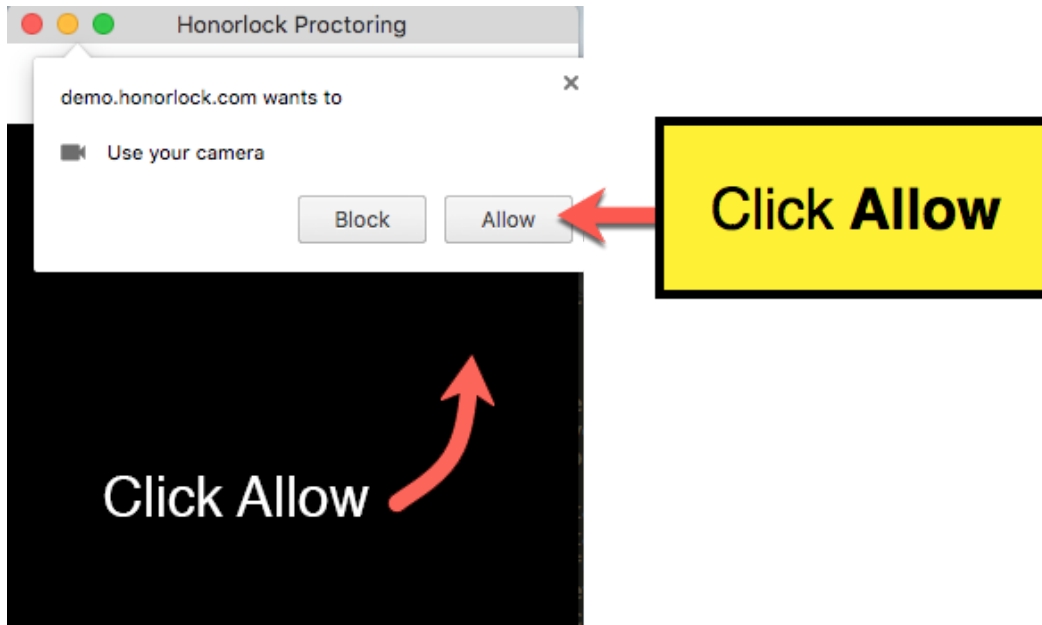 Honorlock Proctoring
demo.honorlock.com wants to
Use your camera
Block
Allow
Click Allow
Click Allow